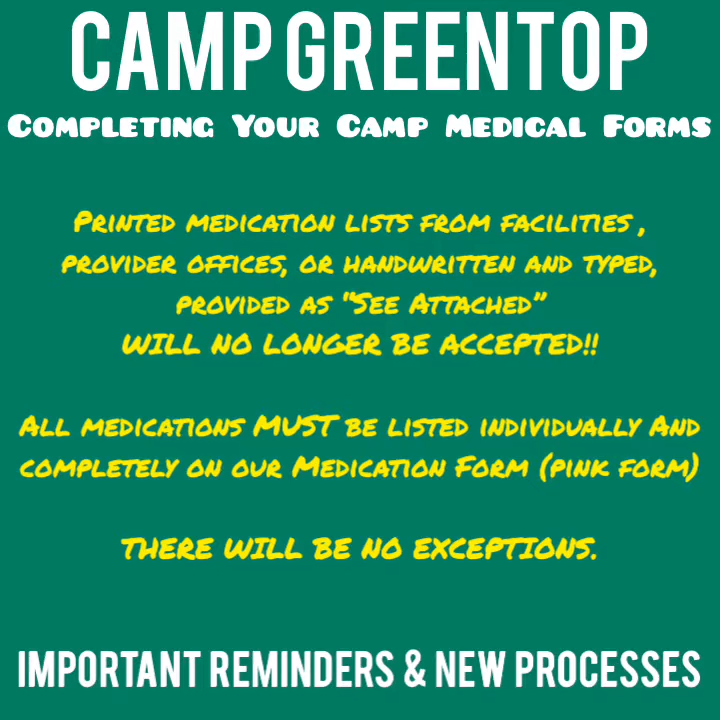 CAMP GREENTOP
Completing Your Camp Medical Forms
Printed medication lists from facilities ,
provider offices, or handwritten and typed,
provided as "See Attached”
WILL NO LONGER BE ACCEPTED!!
All medications MUST be listed individually And
completely on our Medication Form (pink form)
THERE WILL BE NO EXCEPTIONS.
IMPORTANT REMINDERS & NEW PROCESSES